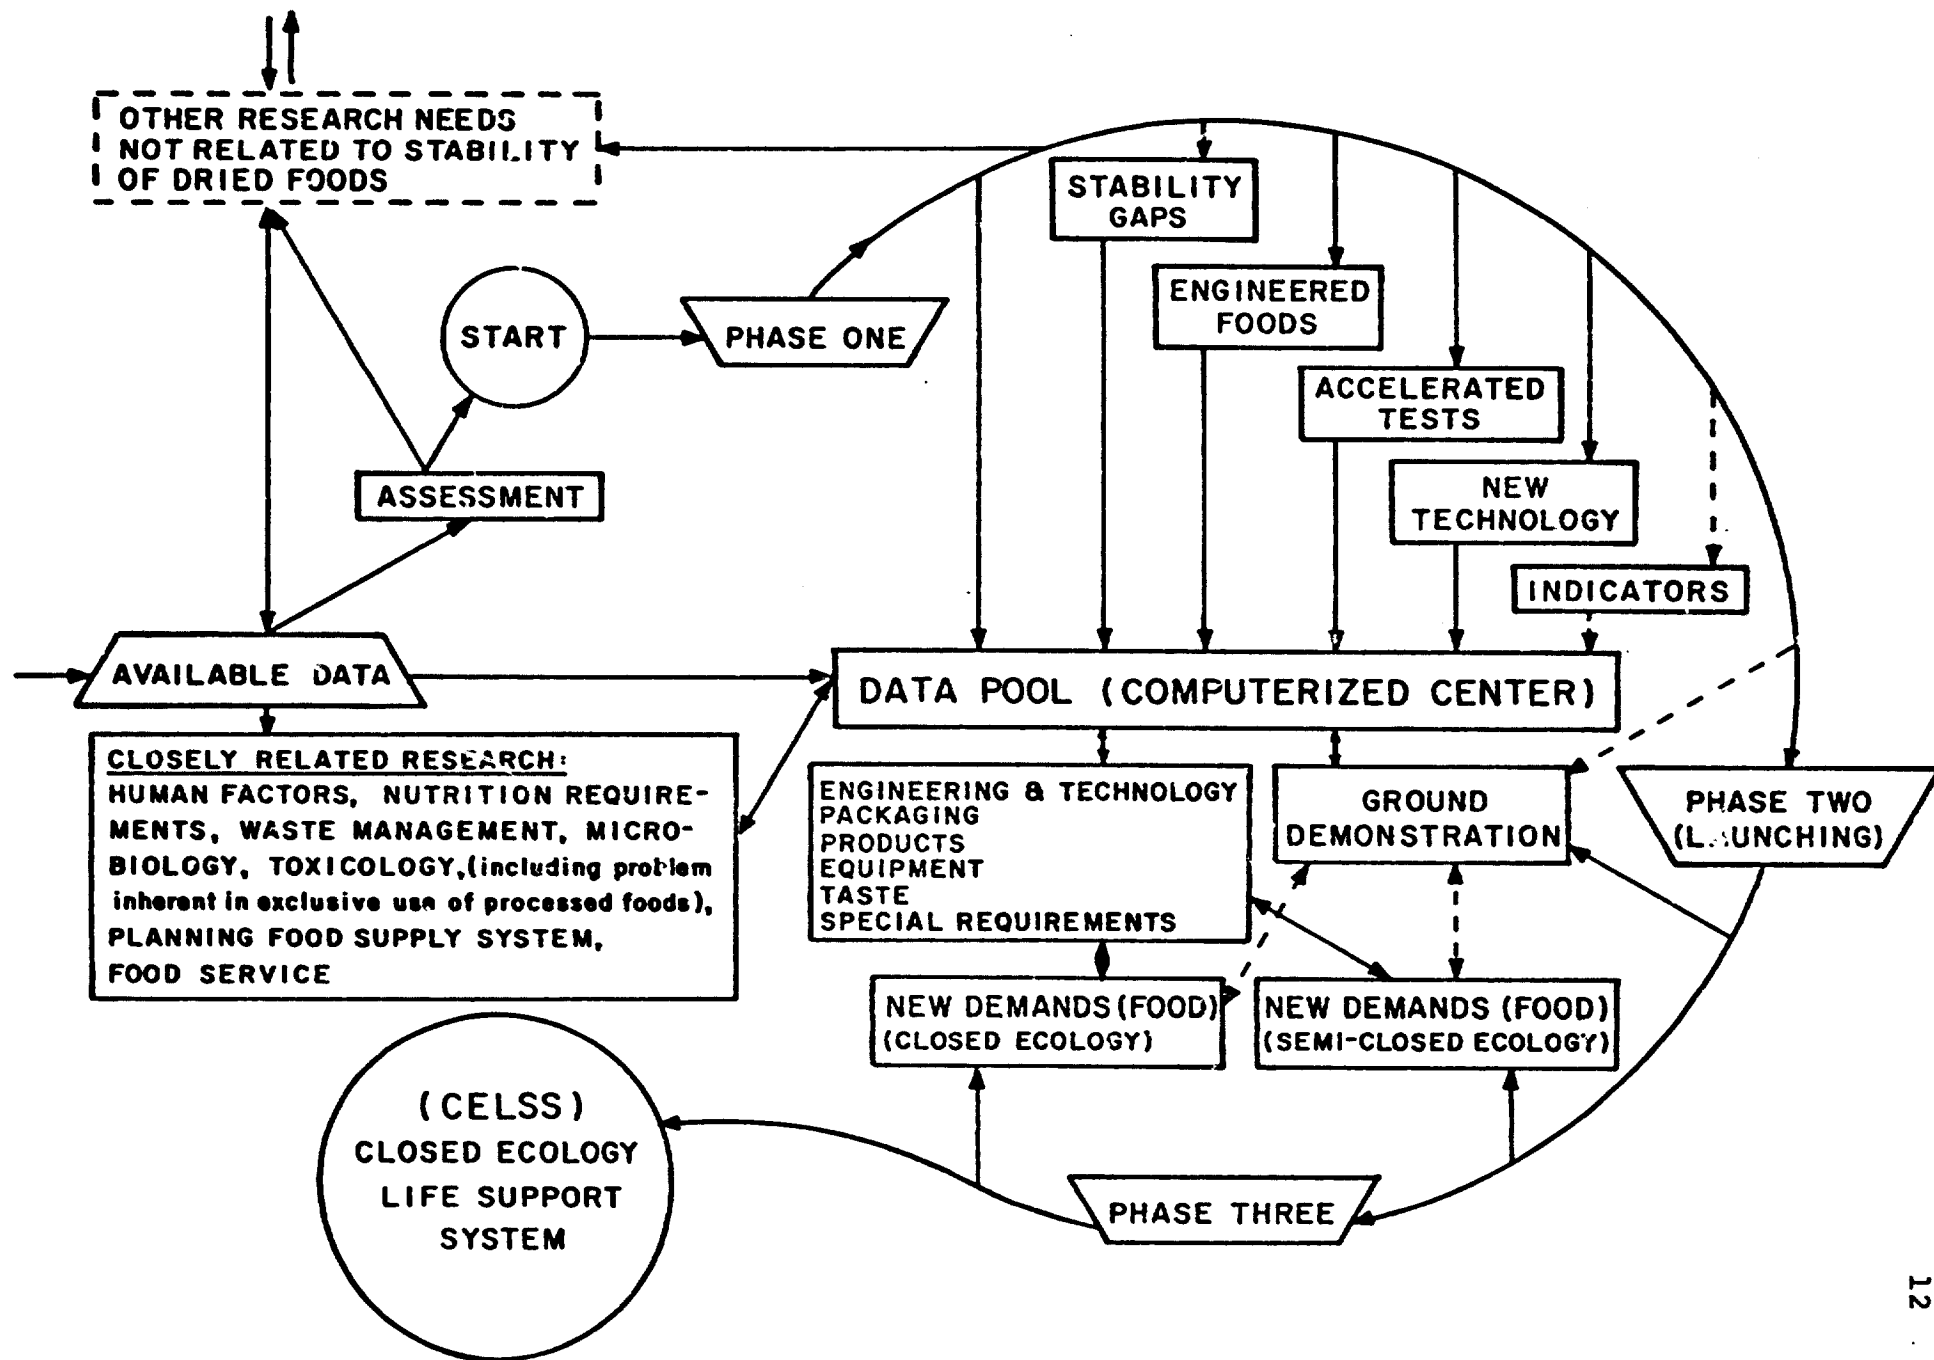 OTHER RESEARCH NEEDS
NOT RELATED TO STABILITY
OF DRIED FOODS
STABILITY
GAPS
ENGINEERED
FOODS
START
PHASE ONE
ACCELERATED
TESTS
ASSESSMENT
NEW
TECHNOLOGY
INDICATORS
AVAILABLE DATA
DATA POOL (COMPUTERIZED CENTER)
CLOSELY RELATED RESEARCH:
HUMAN FACTORS, NUTRITION REQUIRE-
MENTS, WASTE MANAGEMENT, MICRO-
BIOLOGY, TOXICOLOGY,(including problem
inherent in exclusive use of processed foods),
PLANNING FOOD SUPPLY SYSTEM,
FOOD SERVICE
ENGINEERING & TECHNOLOGY
PACKAGING
PRODUCTS
EQUIPMENT
TASTE
SPECIAL REQUIREMENTS
GROUND
DEMONSTRATION
PHASE TWO
(LAUNCHING)
NEW DEMANDS (FOOD)
(CLOSED ECOLOGY)
NEW DEMANDS (FOOD)
(SEMI-CLOSED ECOLOGY)
(CELSS)
CLOSED ECOLOGY
LIFE SUPPORT
SYSTEM
PHASE THREE
12